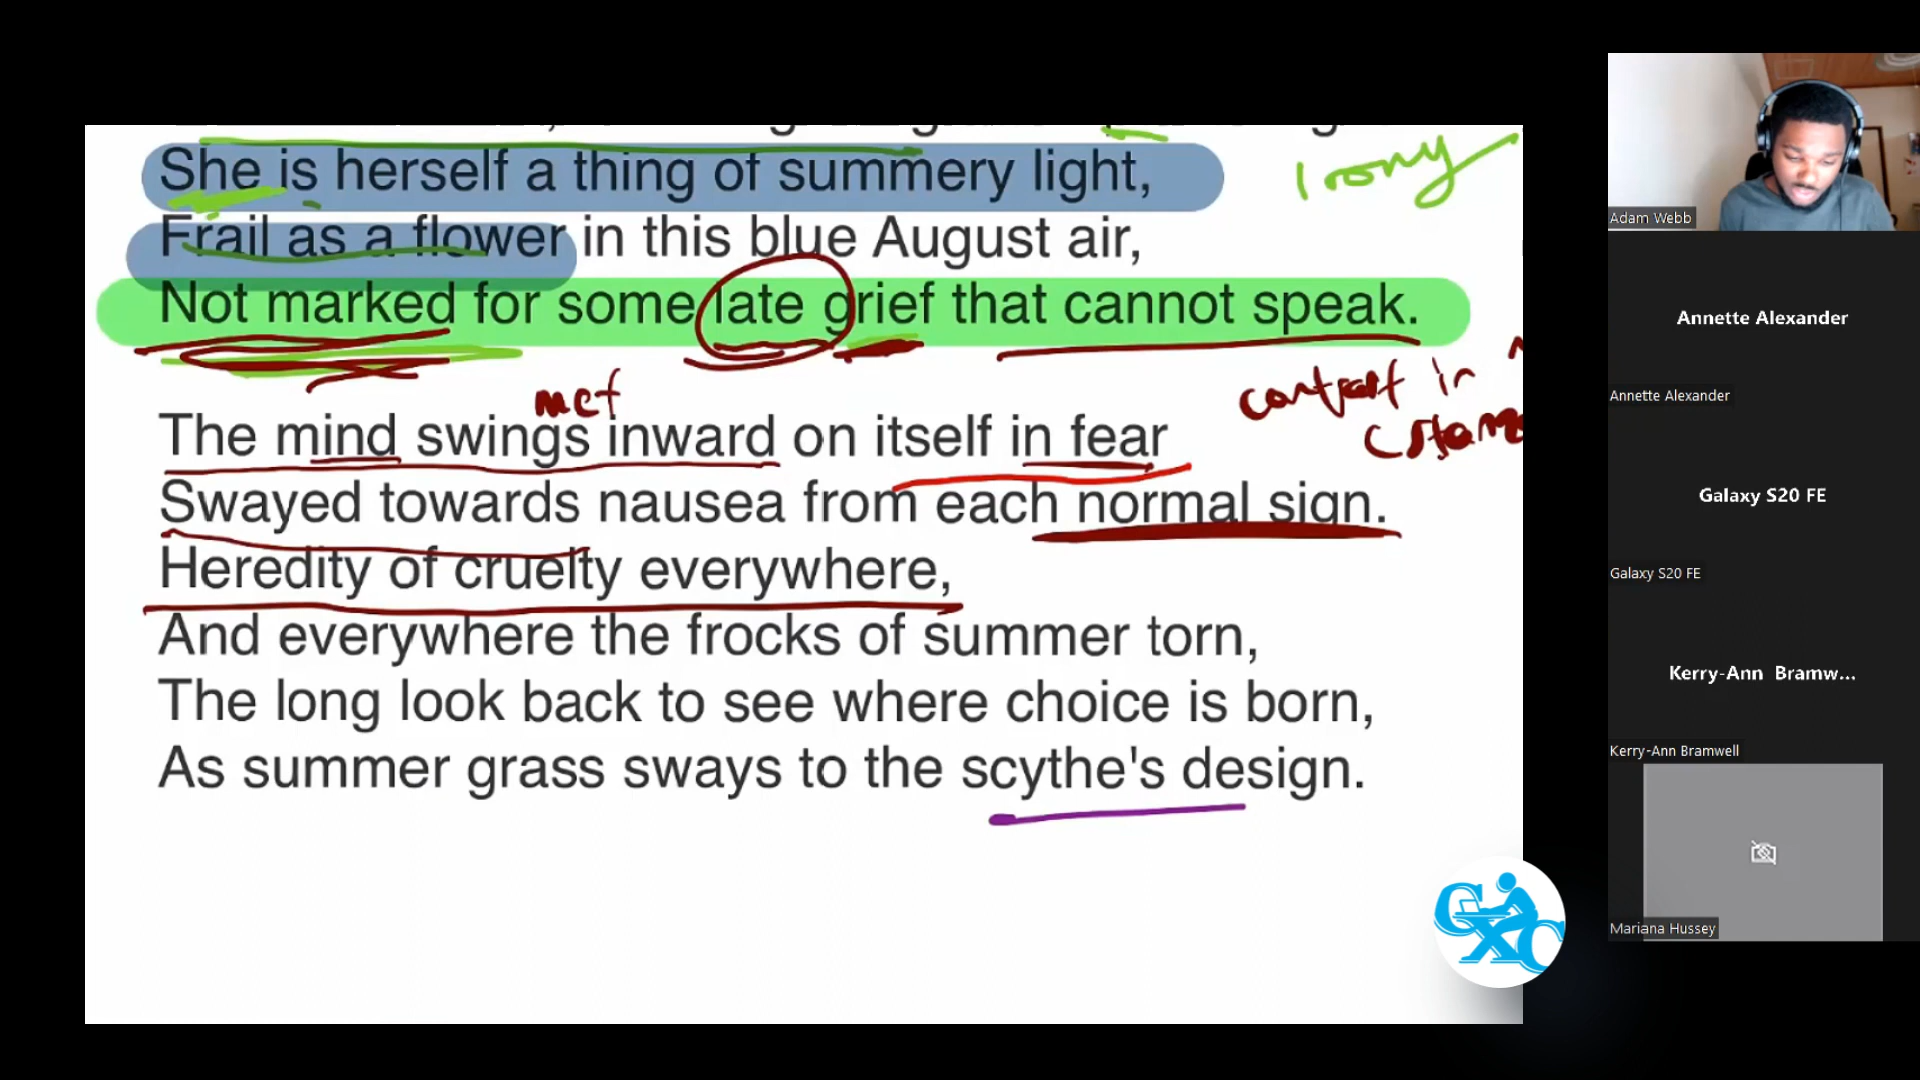 She is herself a thing of summery light,
Irony
Frail as a flower in this blue August air,
Not marked for some late grief that cannot speak.
met
contrast in
The mind swings inward on itself in fear
Swayed towards nausea from each normal sign.
Heredity of cruelty everywhere,
And everywhere the frocks of summer torn,
The long look back to see where choice is born,
As summer grass sways to the scythe's design.
CXC
Adam Webb
Annette Alexander
Annette Alexander
Galaxy S20 FE
Galaxy S20 FE
Kerry-Ann Bramw...
Kerry-Ann Bramwell
Mariana Hussey